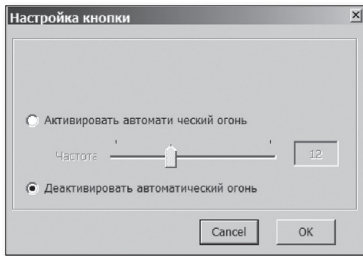 Настройка кнопки
Активировать автомати ческий огонь
Частота 12
Деактивировать автоматический огонь
Cancel OK